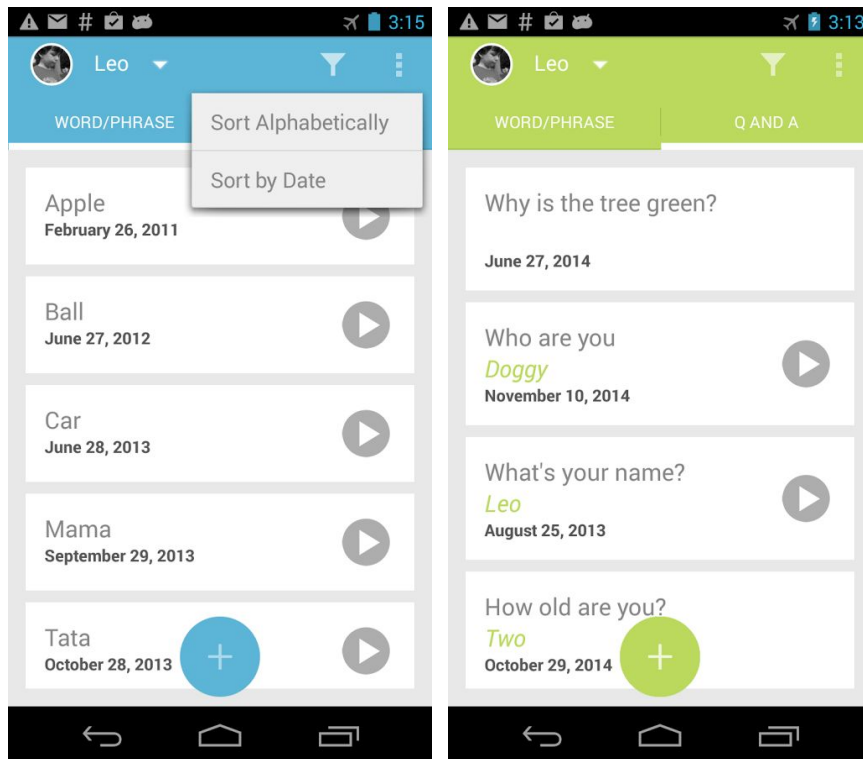 3:15
Leo
WORD/PHRASE
Sort Alphabetically
Sort by Date
Apple
February 26, 2011
Ball
June 27, 2012
Car
June 28, 2013
Mama
September 29, 2013
Tata
October 28, 2013
+
3:13
Leo
WORD/PHRASE
Q AND A
Why is the tree green?
June 27, 2014
Who are you
Doggy
November 10, 2014
What's your name?
Leo
August 25, 2013
How old are you?
Two
October 29, 2014
+